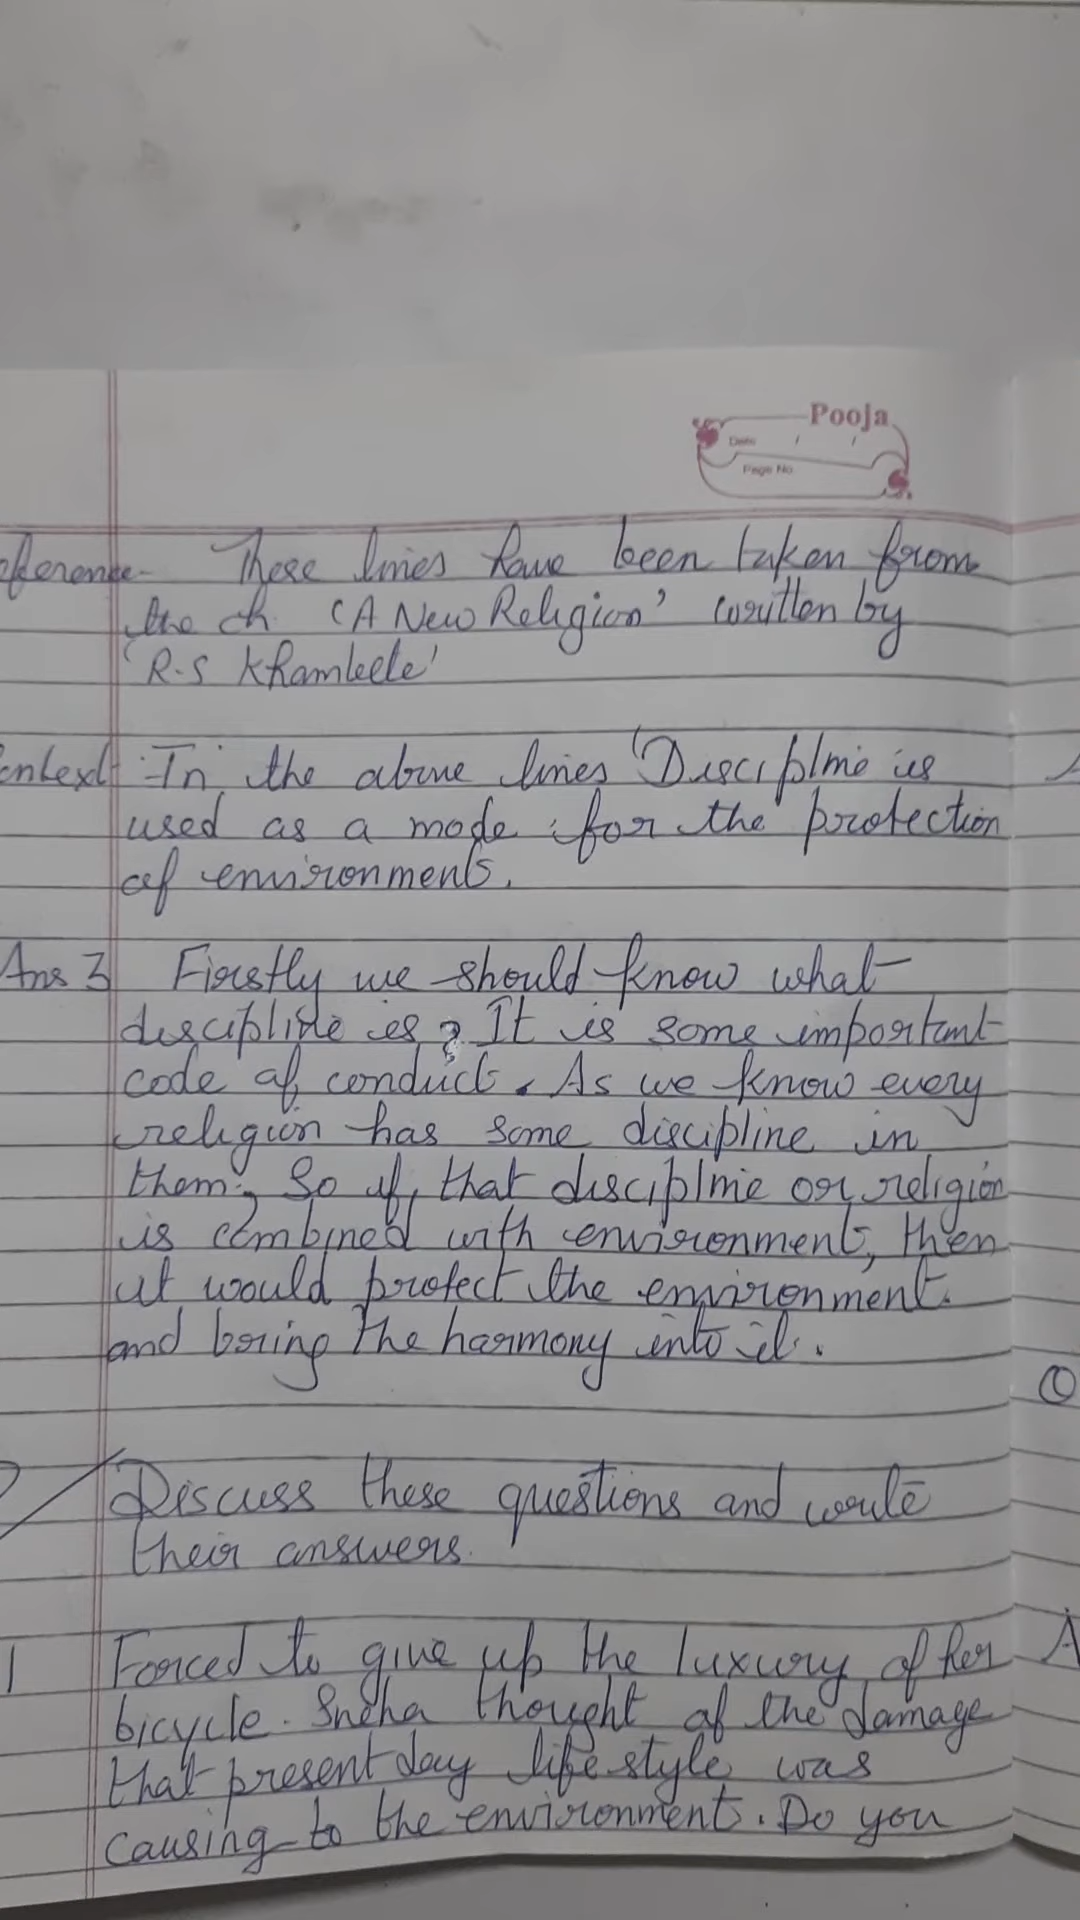 Pooja
Date / /
Page No
eference- These lines have been taken from
the ch. 'A New Religion' written by
'R.S Khambele'
ontext :- In the above lines 'Discipline is
used as a mode for the protection
of environment.
Ans 3 Firstly we should know what
discipline is? It is some important
code of conduct. As we know every
religion has some discipline in
them. So if, that discipline or religion
is combined with environment, then
it would protect the environment.
and bring the harmony into it.
Discuss these questions and write
their answers.
1 Forced to give up the luxury of her
bicycle. Sneha thought of the damage
that present day life style was
causing to the environment. Do you